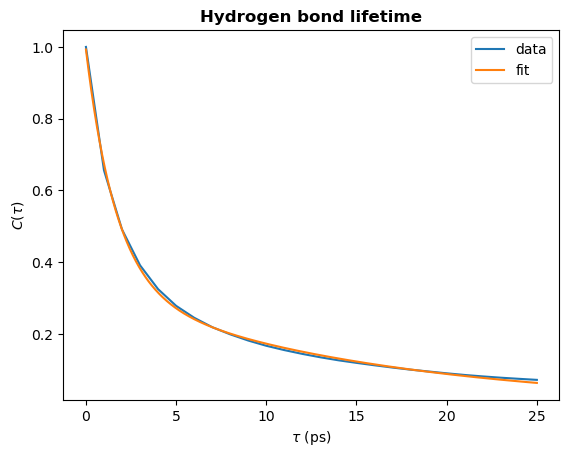 Hydrogen bond lifetime
data
fit
1.0
0.8
0.6
0.4
0.2
C(τ)
0 5 10 15 20 25
τ (ps)